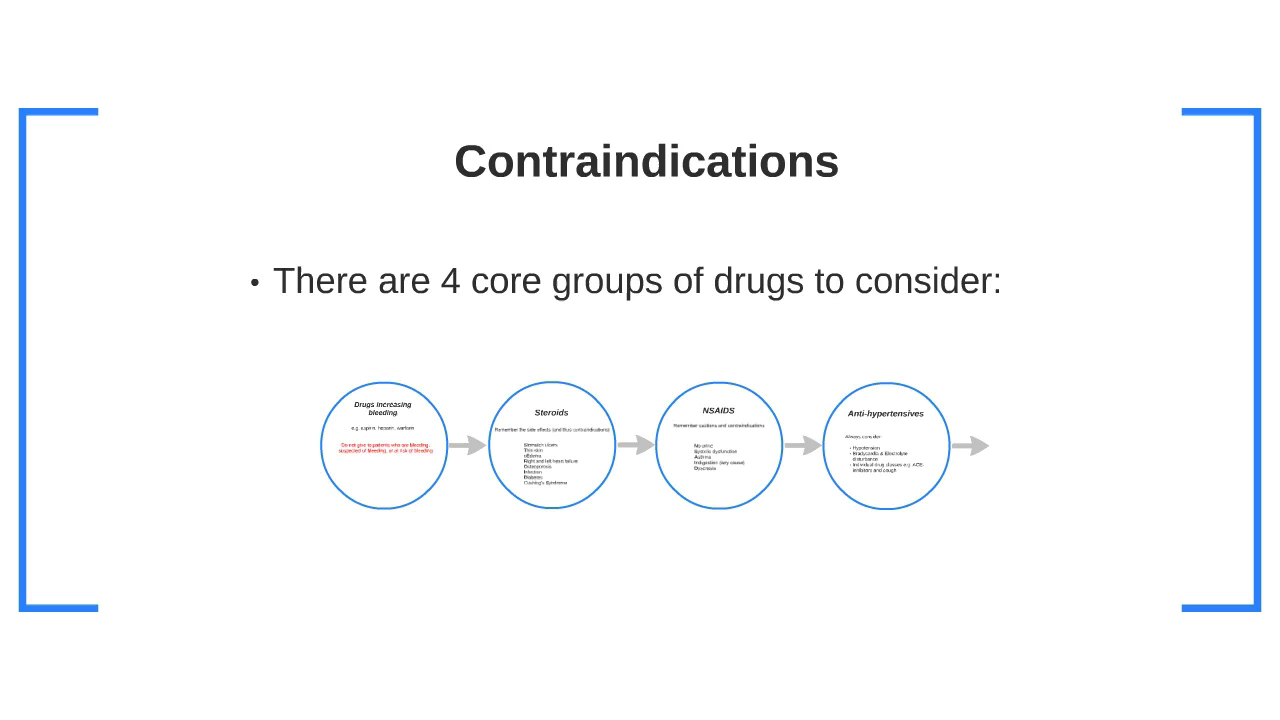 Contraindications
• There are 4 core groups of drugs to consider:
Drugs increasing
bleeding
e.g. aspirin, heparin, warfarin
Do not give to patients who are bleeding,
suspected of bleeding, or at risk of bleeding
Steroids
Remember the side effects (and thus contraindications)
Stomach ulcers
Thin skin
oEdema
Right and left heart failure
Osteoporosis
Infection
Diabetes
Cushing's Syndrome
NSAIDS
Remember cautions and contraindications
No urine
Systolic dysfunction
Asthma
Indigestion (any cause)
Dyscrasia
Anti-hypertensives
Always consider:
- Hypotension
- Bradycardia & Electrolyte
disturbance
- Individual drug classes e.g. ACE-
inhibitors and cough